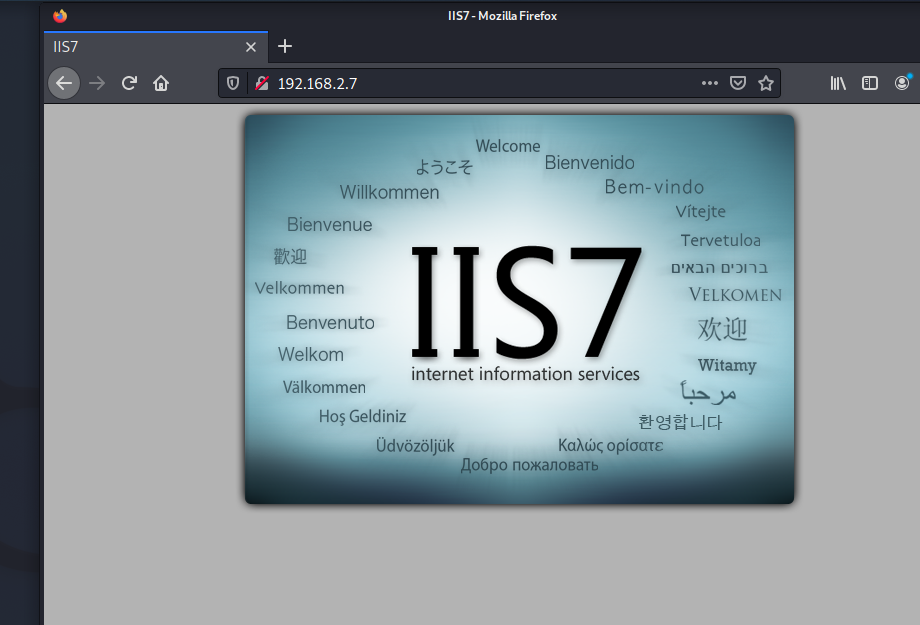 IIS7 - Mozilla Firefox
IIS7
192.168.2.7
Welcome
ようこそ
Bienvenido
Willkommen
Bem-vindo
Bienvenue
Vítejte
歡迎
Tervetuloa
ברוכים הבאים
Velkommen
VELKOMEN
Benvenuto
欢迎
IIS7
Welkom
Witamy
internet information services
Välkommen
مرحباً
Hoş Geldiniz
환영합니다
Üdvözöljük
Καλώς ορίσατε
Добро пожаловать